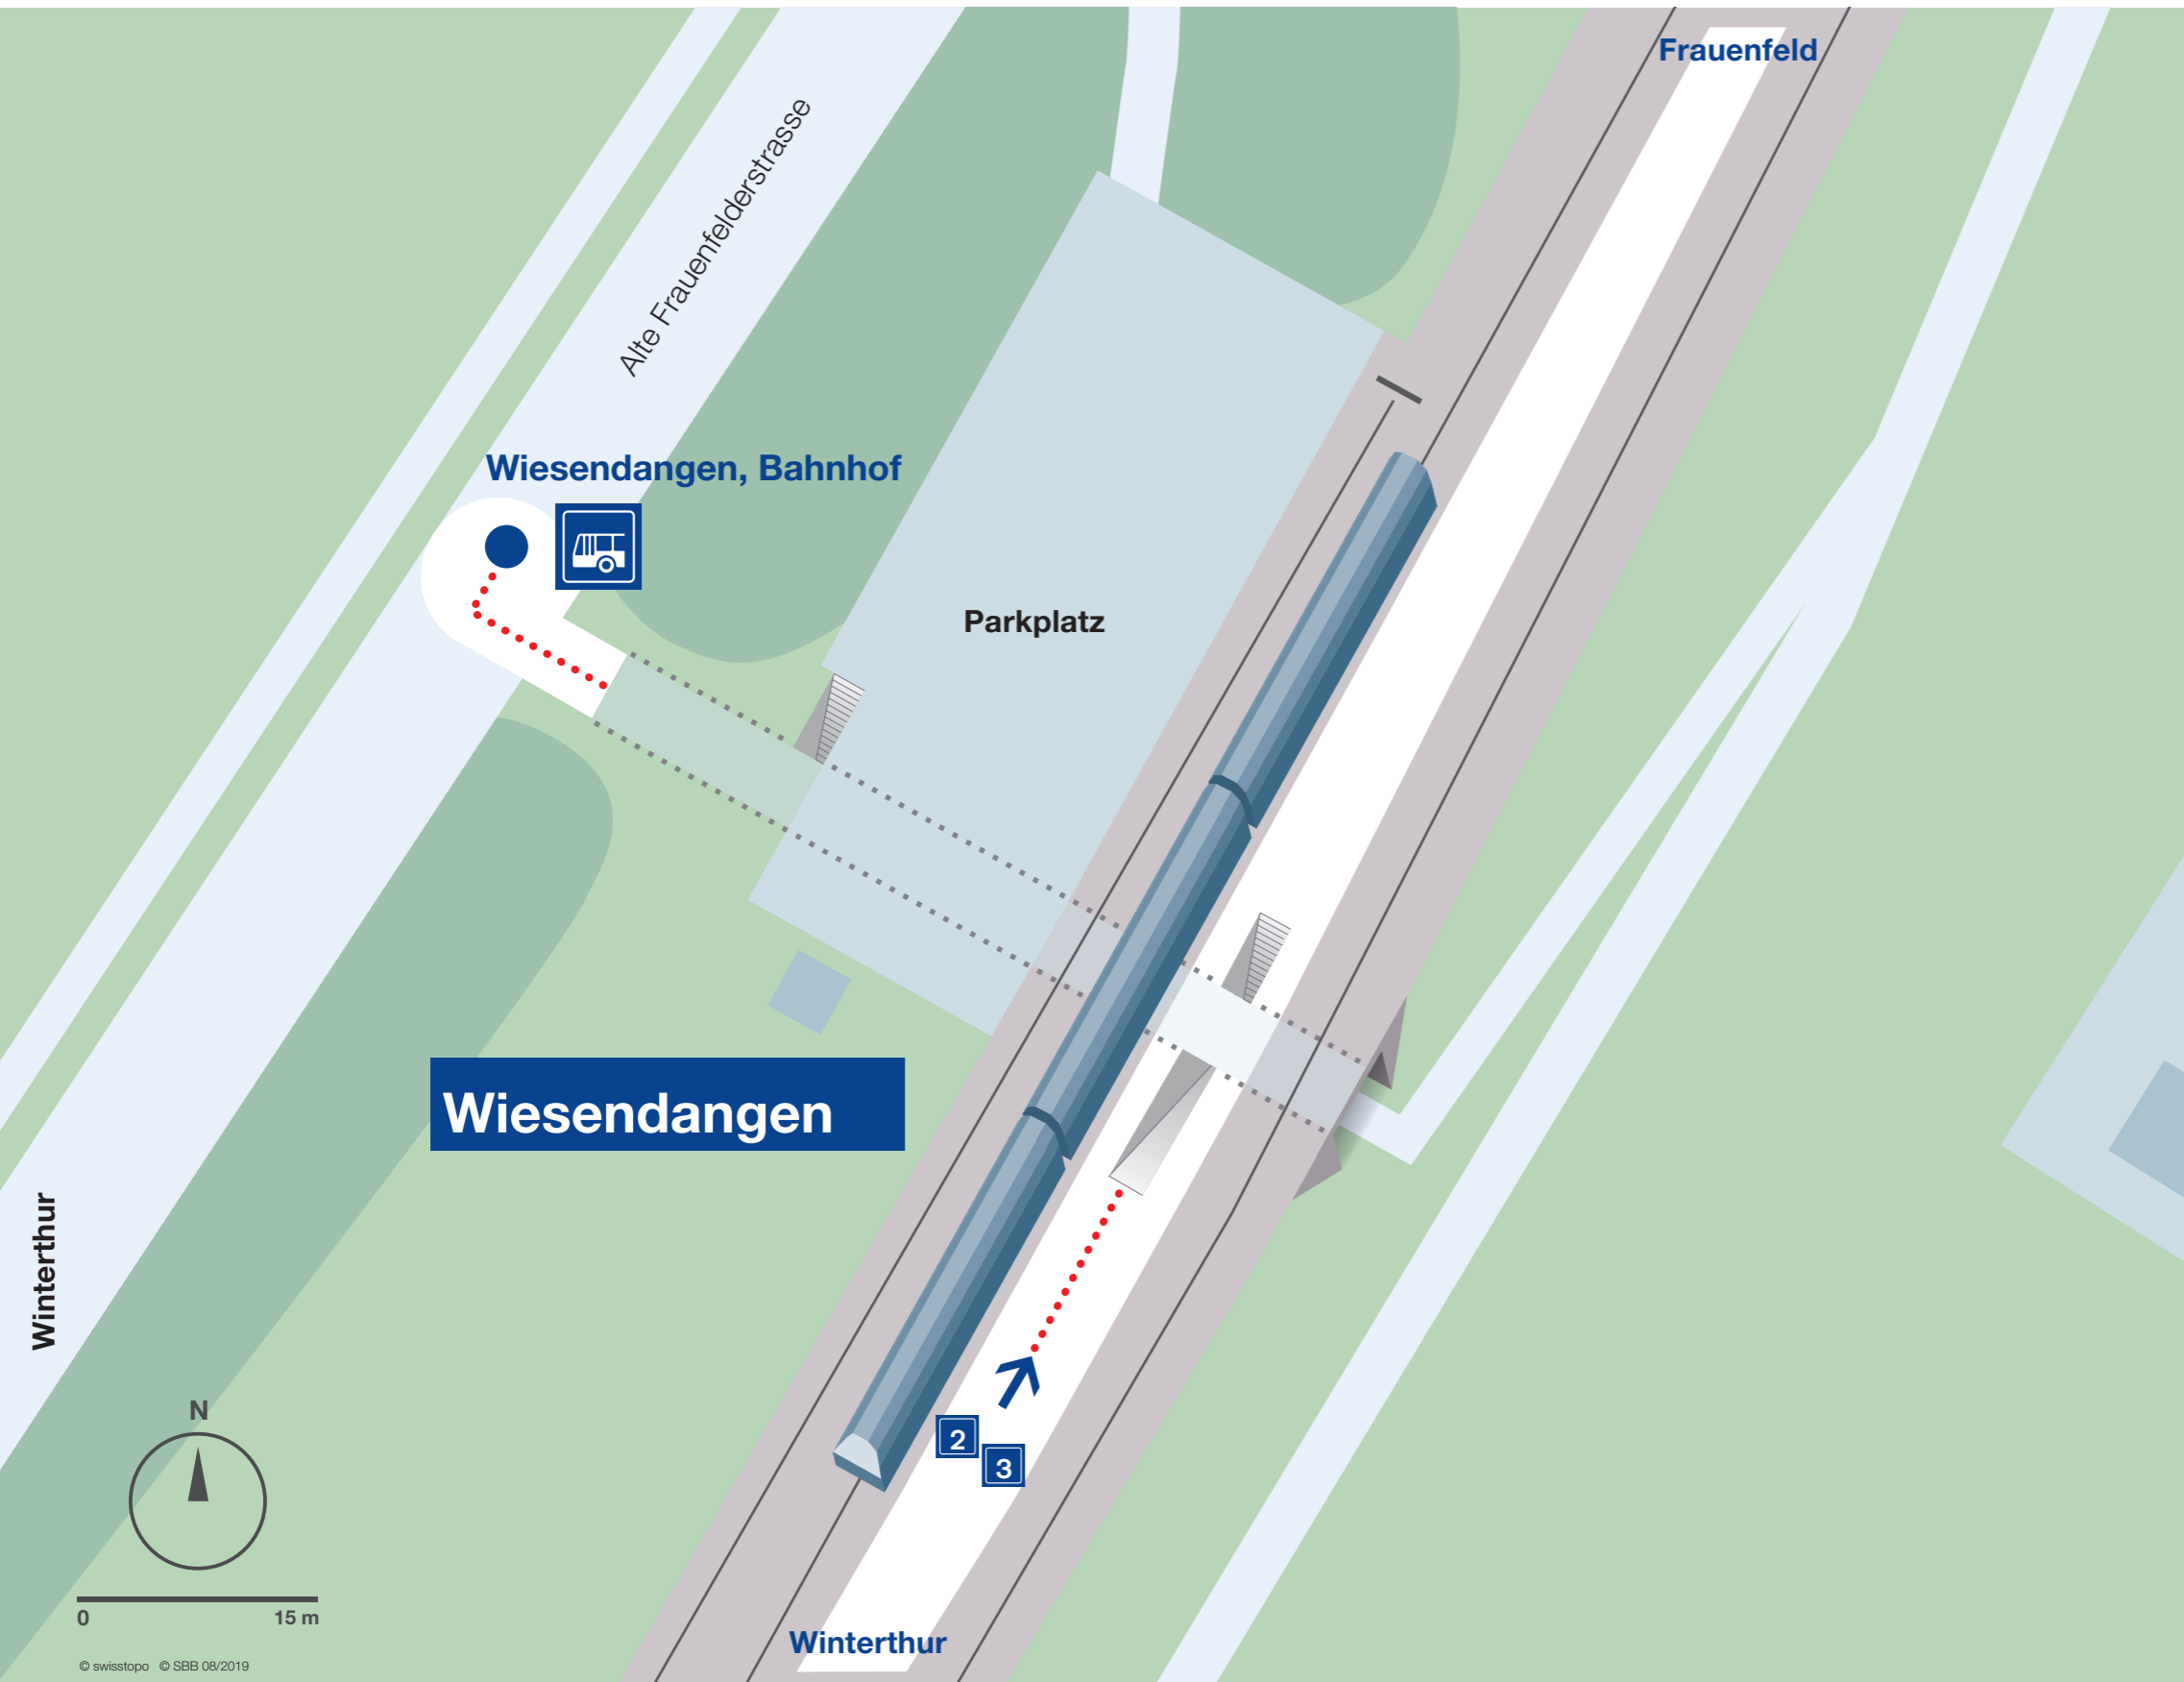 Frauenfeld
Alte Frauenfelderstrasse
Wiesendangen, Bahnhof
Parkplatz
Wiesendangen
Winterthur
2
3
N
0 15 m
Winterthur
© swisstopo © SBB 08/2019